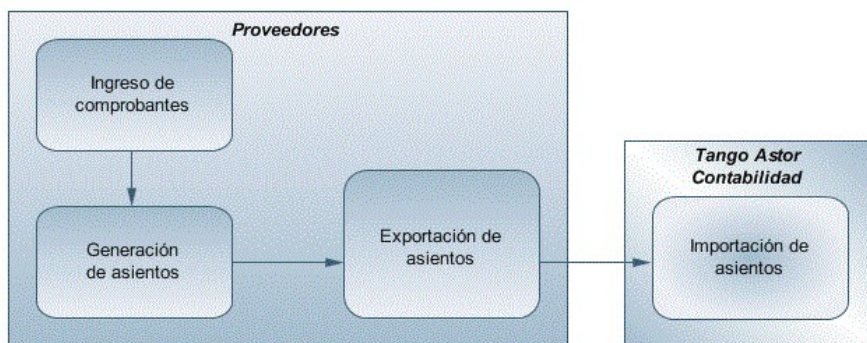 Proveedores
Ingreso de
comprobantes
Generación
de asientos
Exportación de
asientos
Tango Astor
Contabilidad
Importación de
asientos